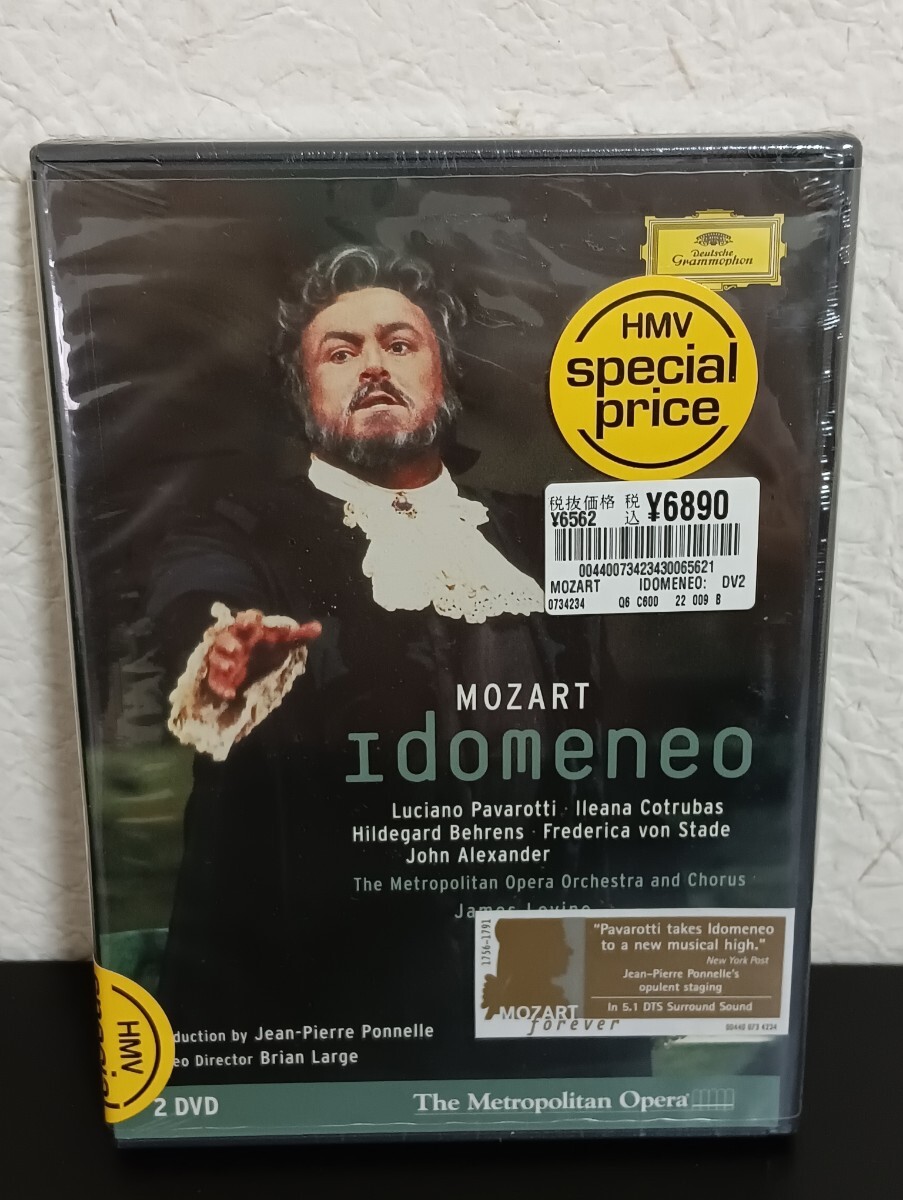 Deutsche
Grammophon
HMV
special
price
税抜価格 税
¥6562 込 ¥6890
00440073423430065621
MOZART IDOMENEO: DV2
0734234 Q6 C600 22 009 B
MOZART
Idomeneo
Luciano Pavarotti · Ileana Cotrubas
Hildegard Behrens · Frederica von Stade
John Alexander
The Metropolitan Opera Orchestra and Chorus
James Levine
1756-1791
"Pavarotti takes Idomeneo
to a new musical high."
New York Post
Jean-Pierre Ponnelle's
opulent staging
In 5.1 DTS Surround Sound
MOZART
forever
00440 073 4234
duction by Jean-Pierre Ponnelle
eo Director Brian Large
HMV
2 DVD
The Metropolitan Opera